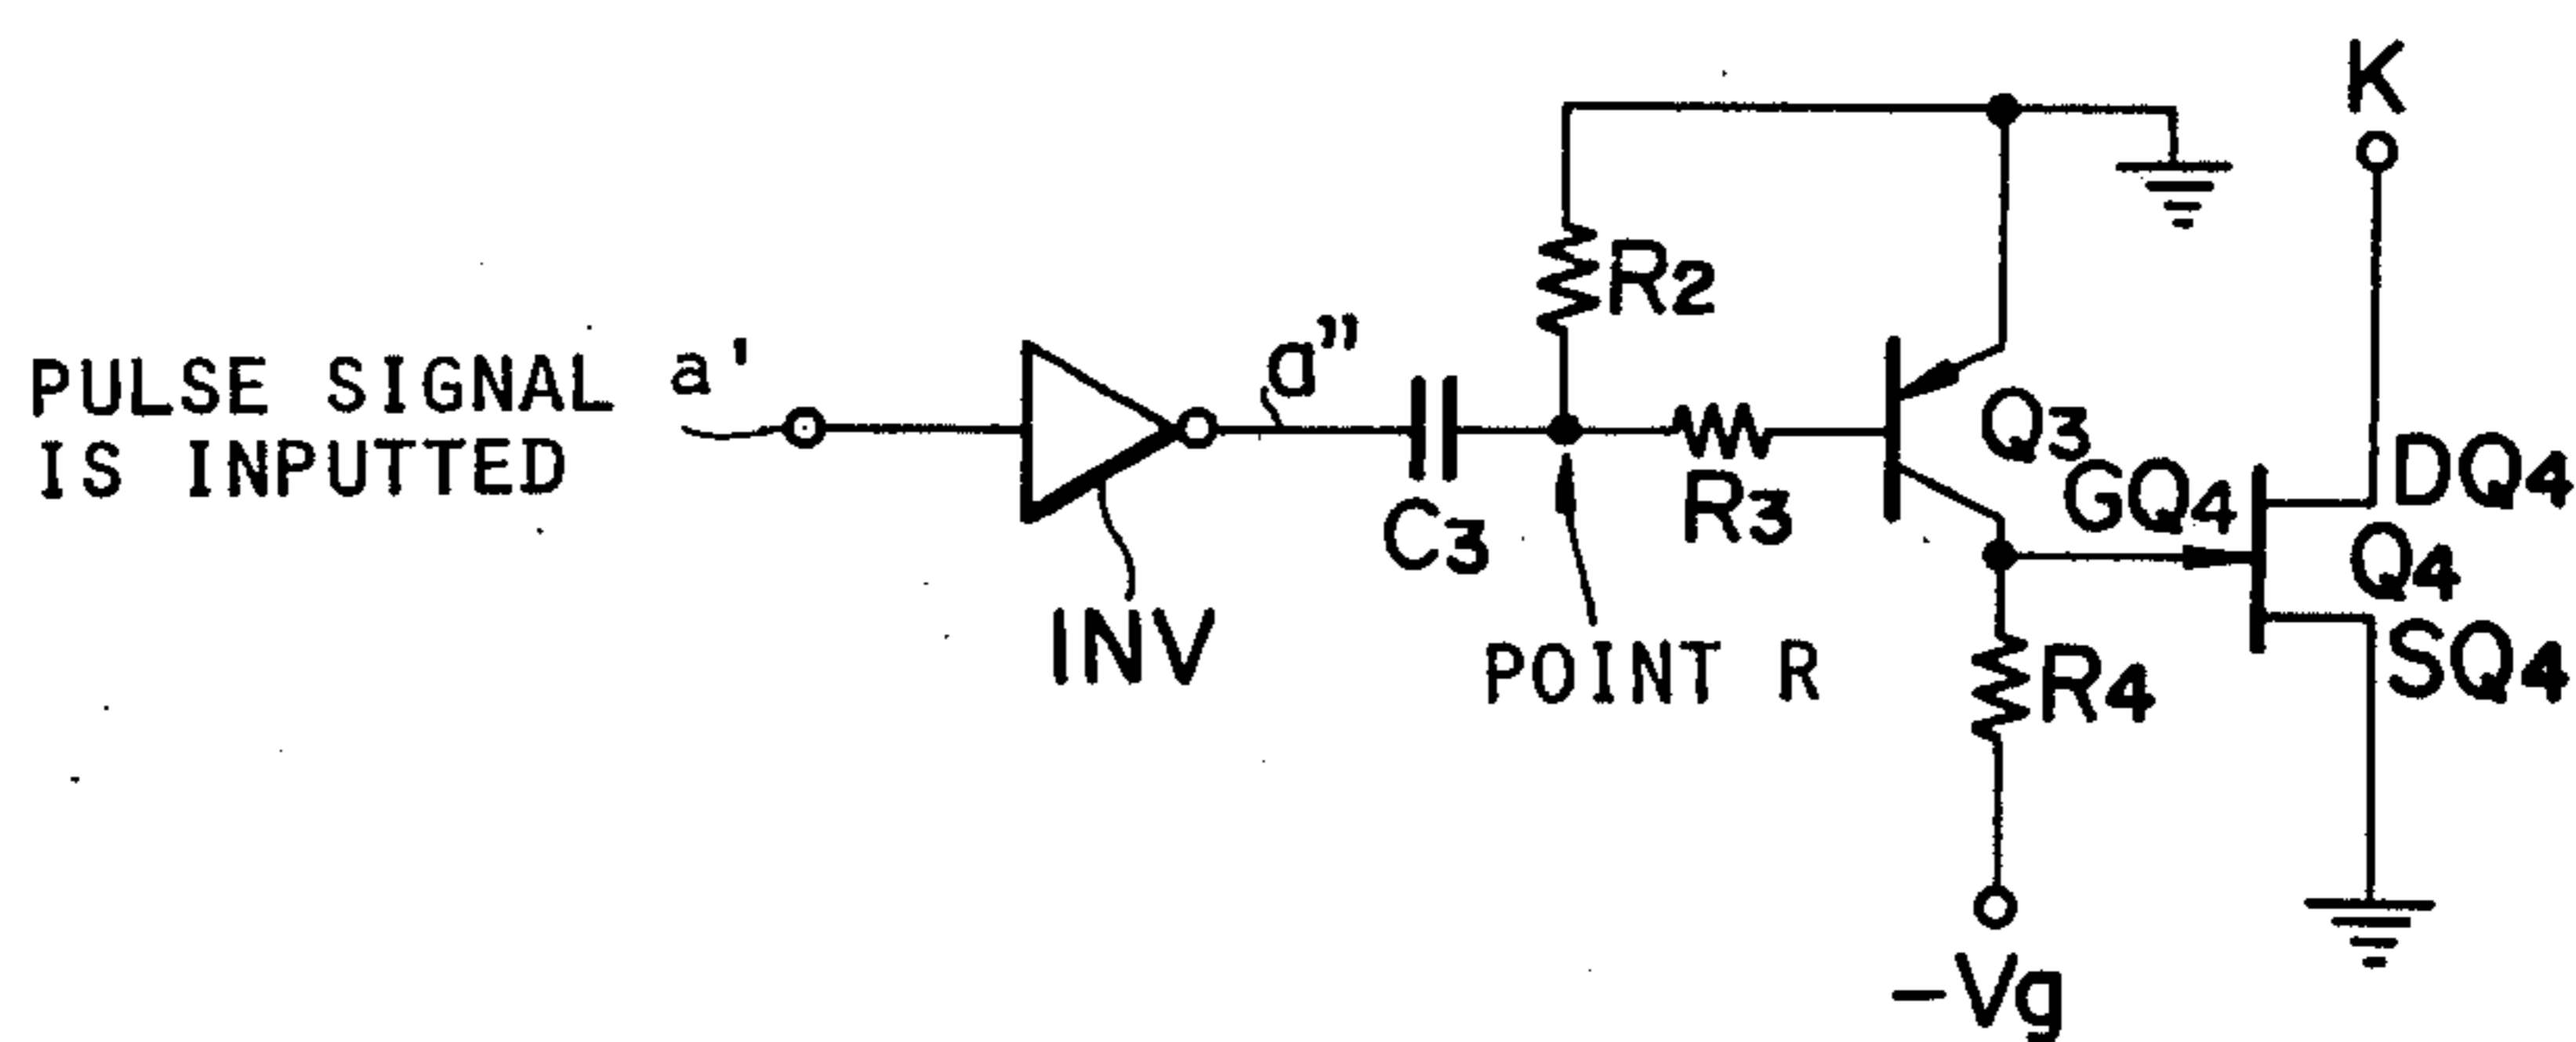 PULSE SIGNAL a'
IS INPUTTED
INV
a"
C3
POINT R
R2
R3
Q3
R4
-Vg
GQ4
K
DQ4
Q4
SQ4